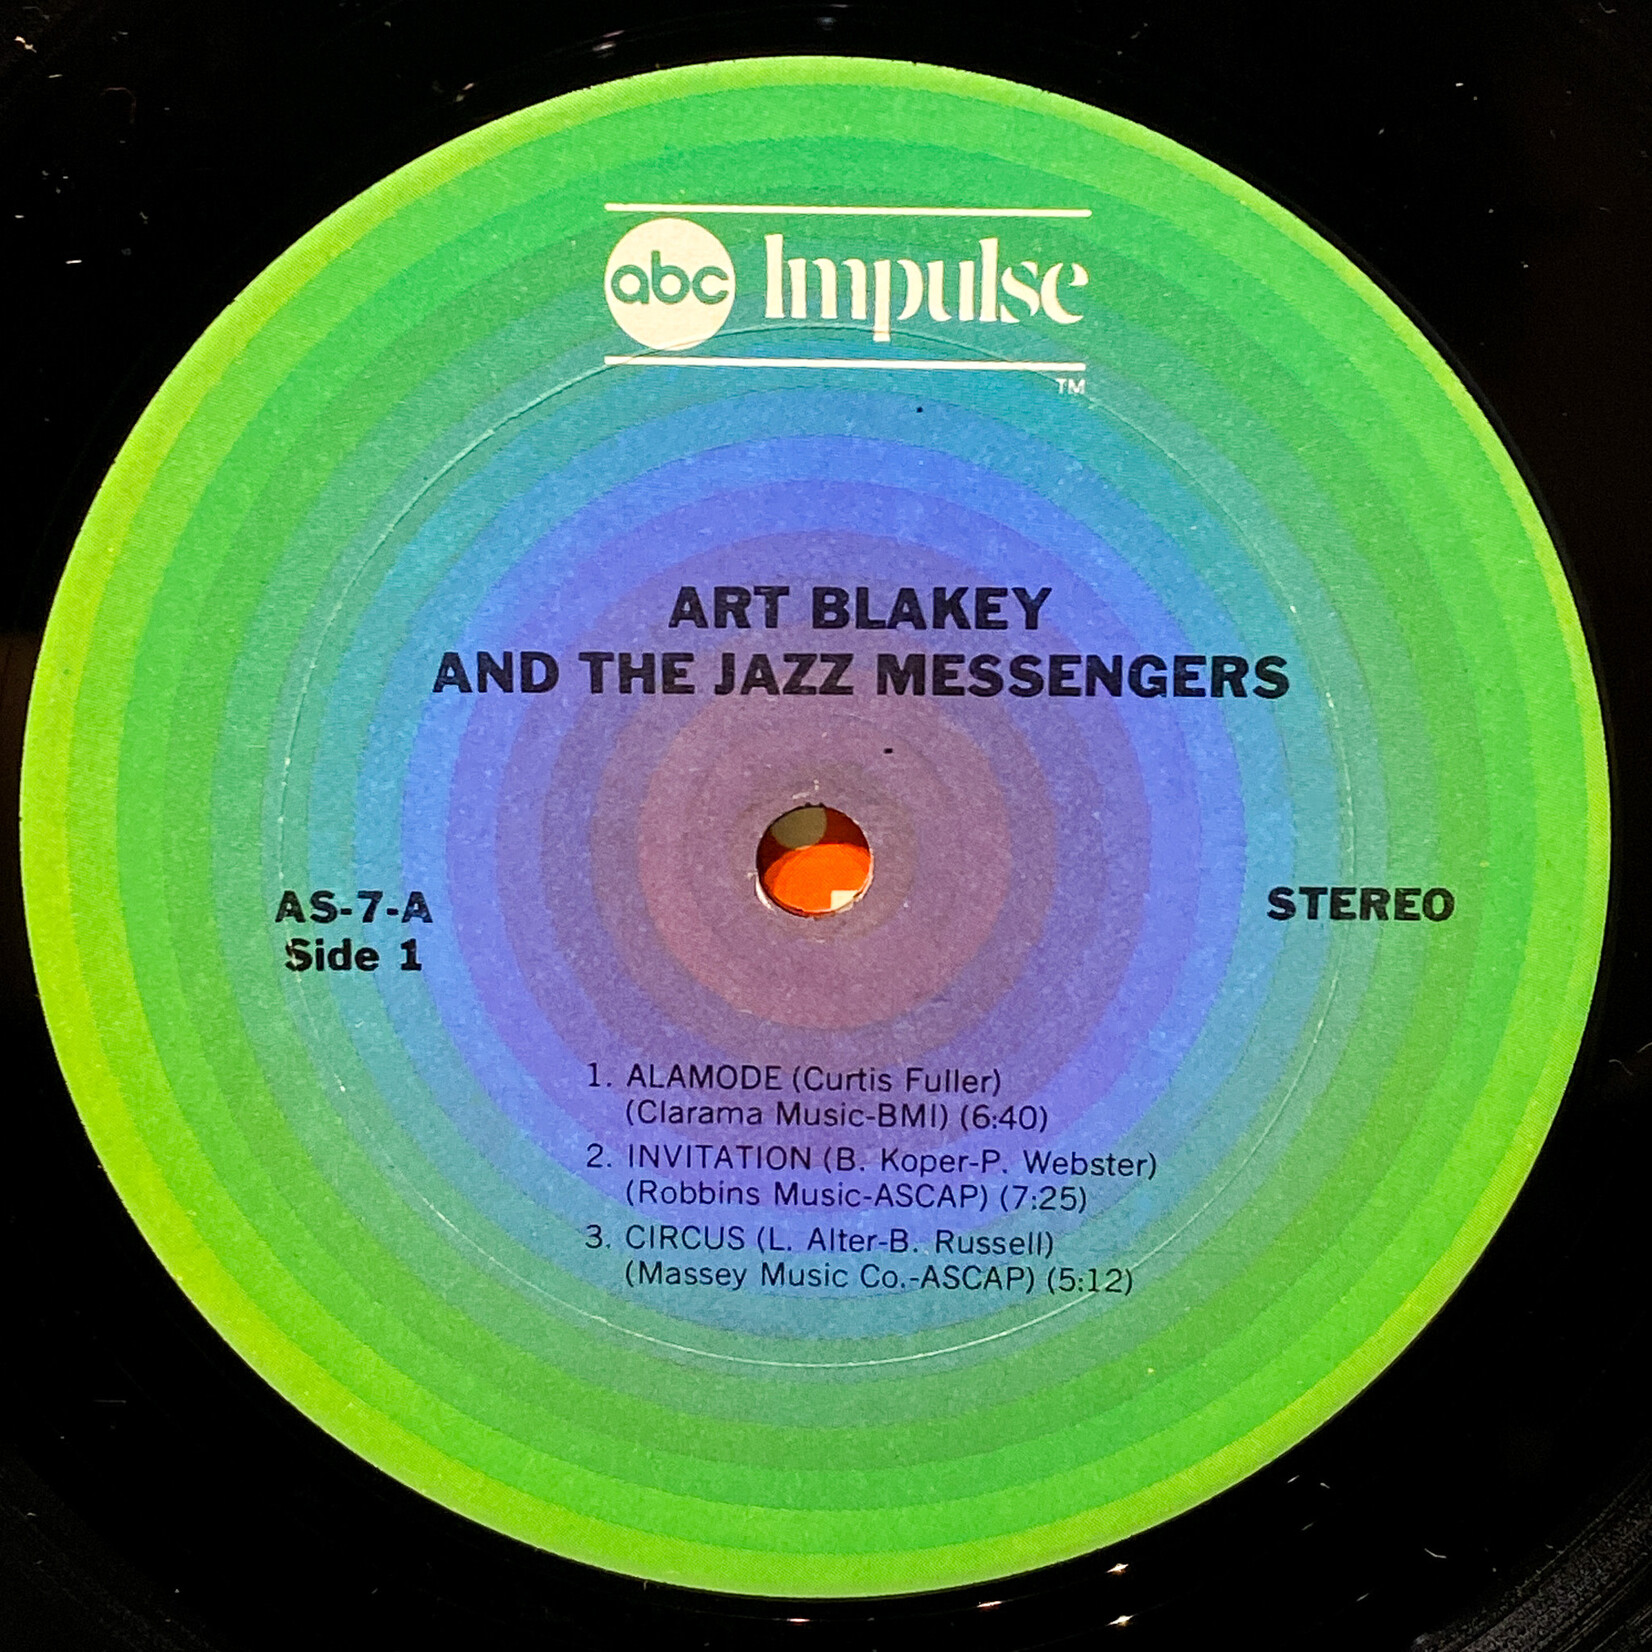 abc Impulse
TM
ART BLAKEY
AND THE JAZZ MESSENGERS
AS-7-A
Side 1
STEREO
1. ALAMODE (Curtis Fuller)
(Clarama Music-BMI) (6:40)
2. INVITATION (B. Koper-P. Webster)
(Robbins Music-ASCAP) (7:25)
3. CIRCUS (L. Alter-B. Russell)
(Massey Music Co.-ASCAP) (5:12)